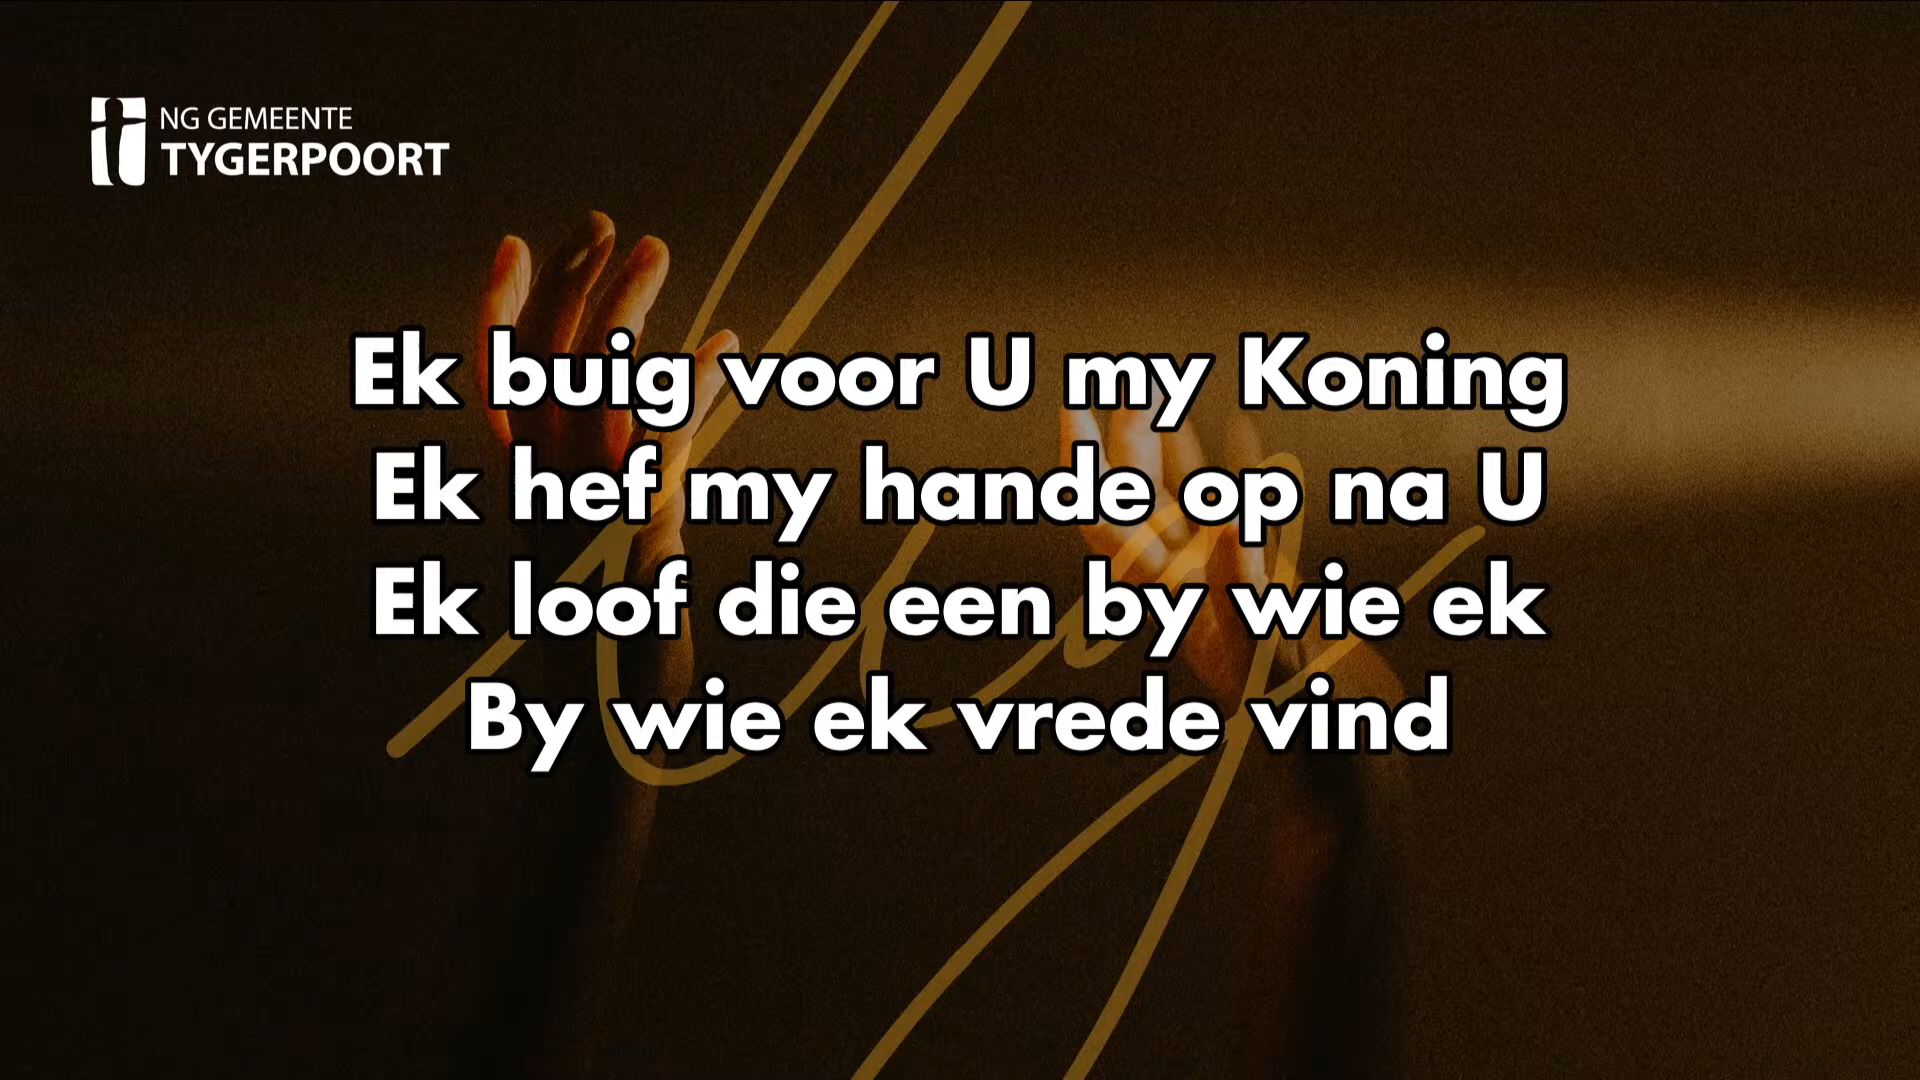 NG GEMEENTE
TYGERPOORT
Ek buig voor U my Koning
Ek hef my hande op na U
Ek loof die een by wie ek
By wie ek vrede vind